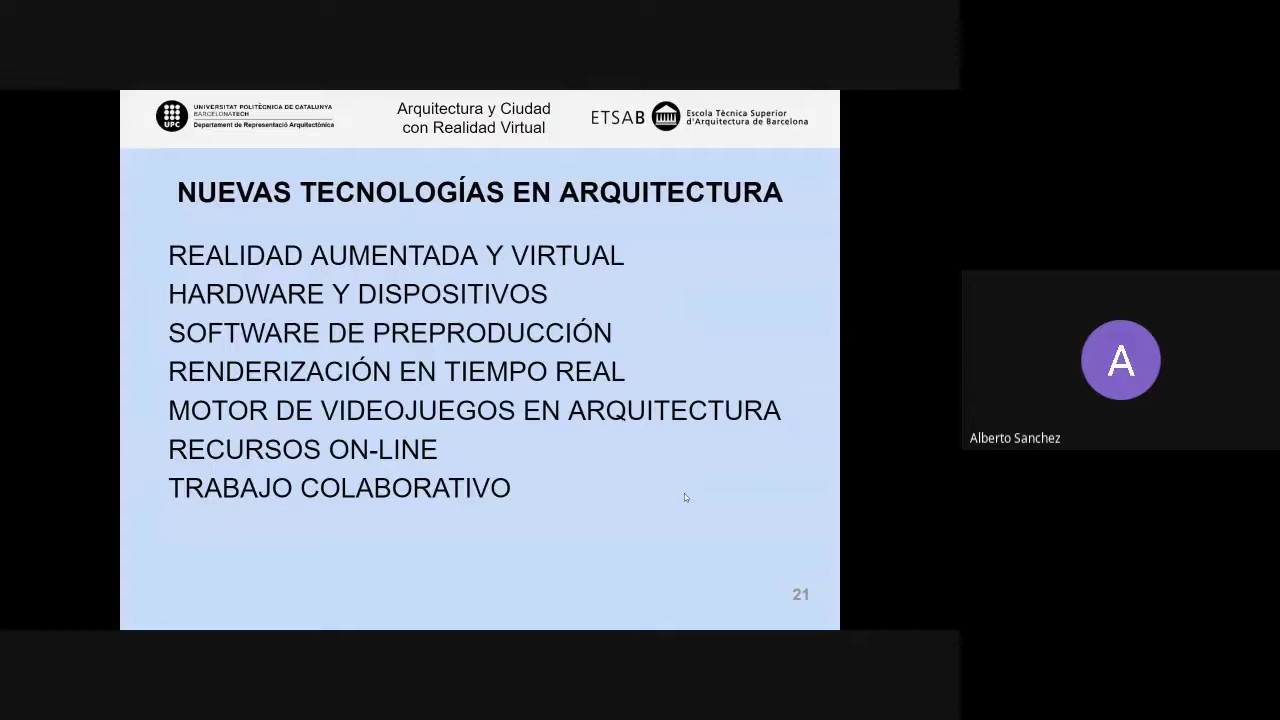 UNIVERSITAT POLITÈCNICA DE CATALUNYA
BARCELONATECH
Departament de Representació Arquitectònica
UPC
Arquitectura y Ciudad
con Realidad Virtual
ETSAB
Escola Tècnica Superior
d'Arquitectura de Barcelona
NUEVAS TECNOLOGÍAS EN ARQUITECTURA
REALIDAD AUMENTADA Y VIRTUAL
HARDWARE Y DISPOSITIVOS
SOFTWARE DE PREPRODUCCIÓN
RENDERIZACIÓN EN TIEMPO REAL
MOTOR DE VIDEOJUEGOS EN ARQUITECTURA
RECURSOS ON-LINE
TRABAJO COLABORATIVO
21
A
Alberto Sanchez